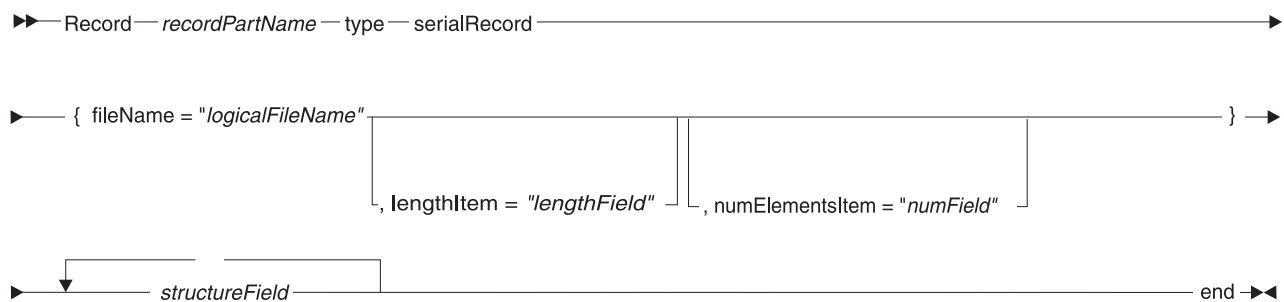 Record recordPartName type serialRecord
{ fileName = "logicalFileName" }
, lengthItem = "lengthField" , numElementsItem = "numField"
structureField end